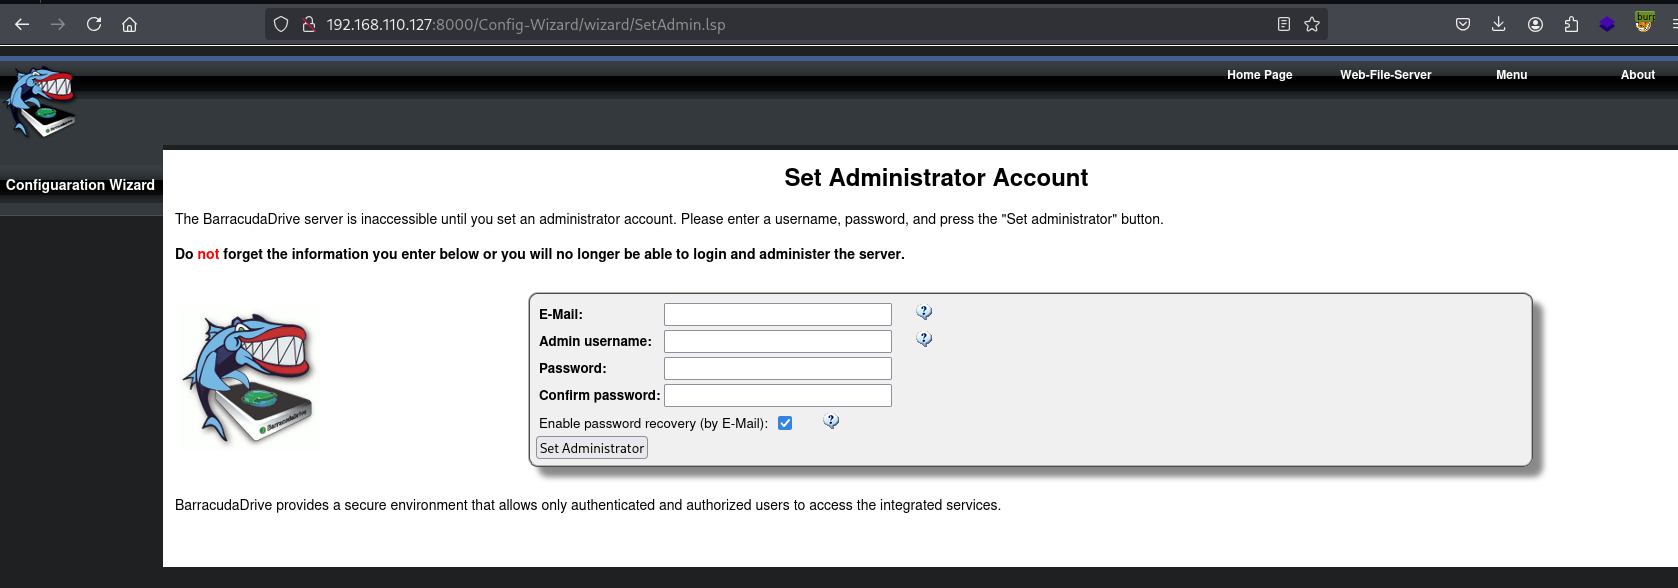 192.168.110.127:8000/Config-Wizard/wizard/SetAdmin.lsp
Home Page Web-File-Server Menu About
Configuaration Wizard
Set Administrator Account
The BarracudaDrive server is inaccessible until you set an administrator account. Please enter a username, password, and press the "Set administrator" button.
Do not forget the information you enter below or you will no longer be able to login and administer the server.
E-Mail:
Admin username:
Password:
Confirm password:
Enable password recovery (by E-Mail):
Set Administrator
BarracudaDrive
BarracudaDrive provides a secure environment that allows only authenticated and authorized users to access the integrated services.